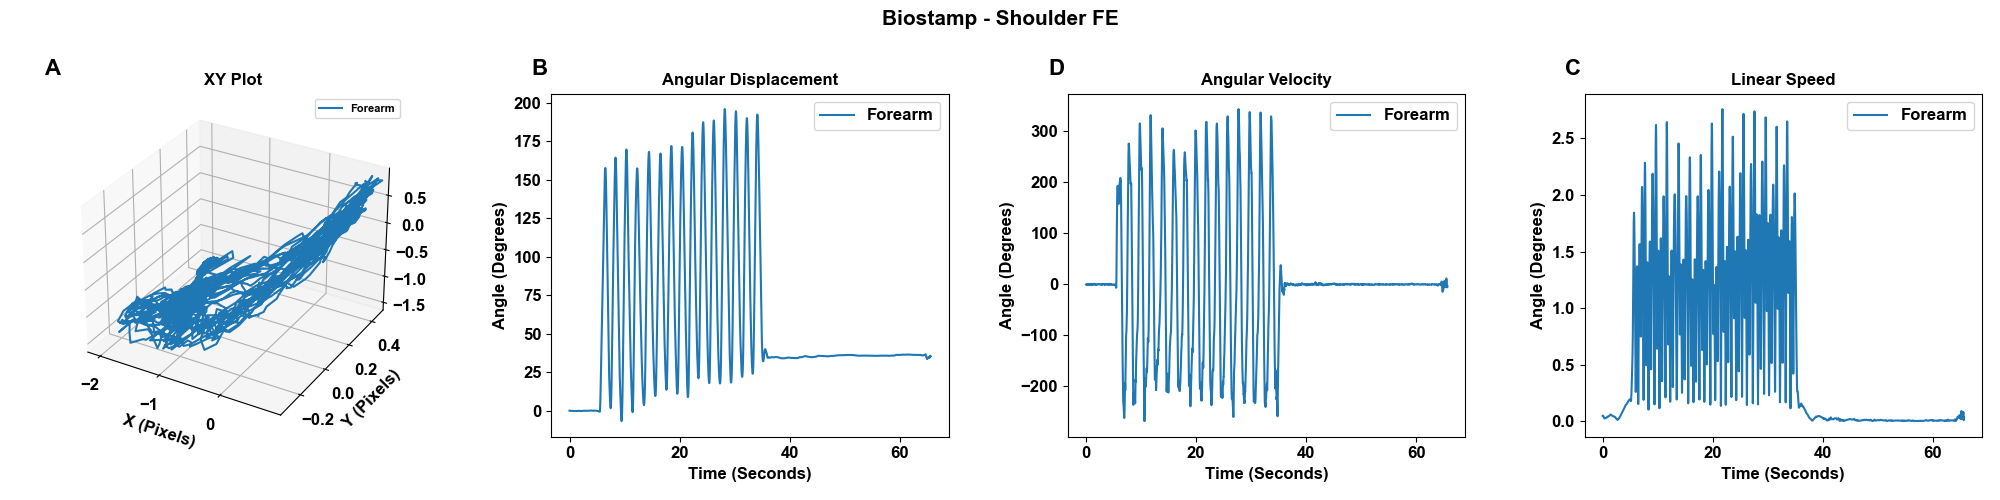 Biostamp - Shoulder FE
A
XY Plot
Forearm
0.5
0.0
−0.5
−1.0
−1.5
0.4
0.2
0.0
−0.2
−2
−1
0
X (Pixels)
Y (Pixels)
B
Angular Displacement
Forearm
200
175
150
125
100
75
50
25
0
Angle (Degrees)
0
20
40
60
Time (Seconds)
D
Angular Velocity
Forearm
300
200
100
0
−100
−200
Angle (Degrees)
0
20
40
60
Time (Seconds)
C
Linear Speed
Forearm
2.5
2.0
1.5
1.0
0.5
0.0
Angle (Degrees)
0
20
40
60
Time (Seconds)